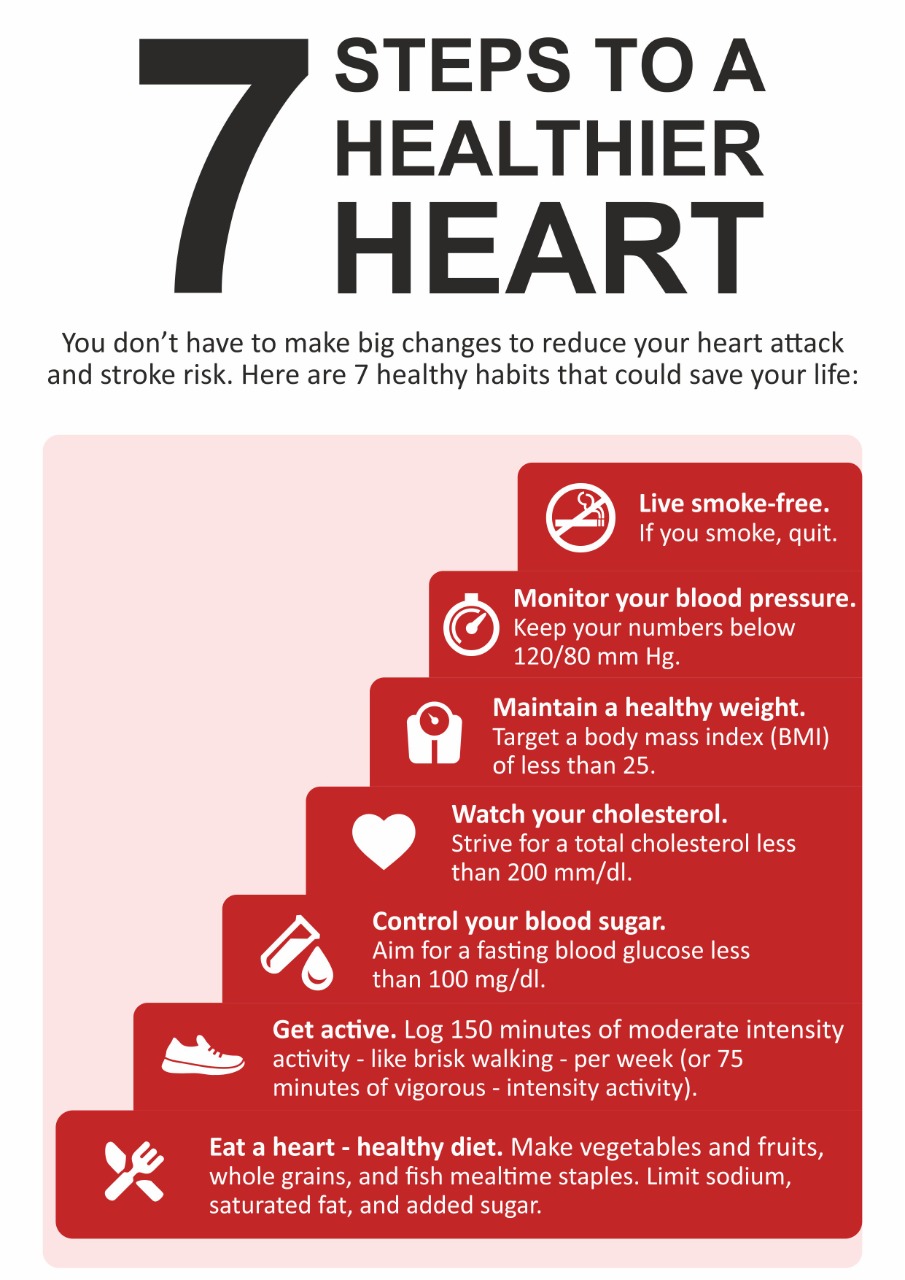 7 STEPS TO A
HEALTHIER
HEART
You don’t have to make big changes to reduce your heart attack
and stroke risk. Here are 7 healthy habits that could save your life:
Live smoke-free.
If you smoke, quit.
Monitor your blood pressure.
Keep your numbers below
120/80 mm Hg.
Maintain a healthy weight.
Target a body mass index (BMI)
of less than 25.
Watch your cholesterol.
Strive for a total cholesterol less
than 200 mm/dl.
Control your blood sugar.
Aim for a fasting blood glucose less
than 100 mg/dl.
Get active. Log 150 minutes of moderate intensity
activity - like brisk walking - per week (or 75
minutes of vigorous - intensity activity).
Eat a heart - healthy diet. Make vegetables and fruits,
whole grains, and fish mealtime staples. Limit sodium,
saturated fat, and added sugar.